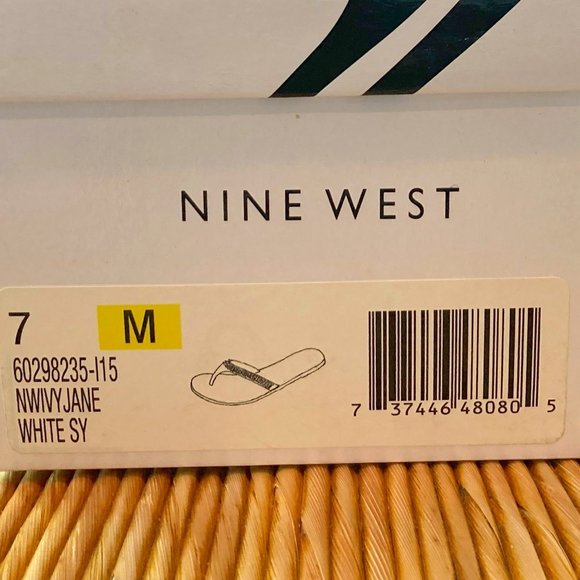 NINE WEST
7 M
60298235-I15
NWIVYJANE
WHITE SY
7 37446 48080 5